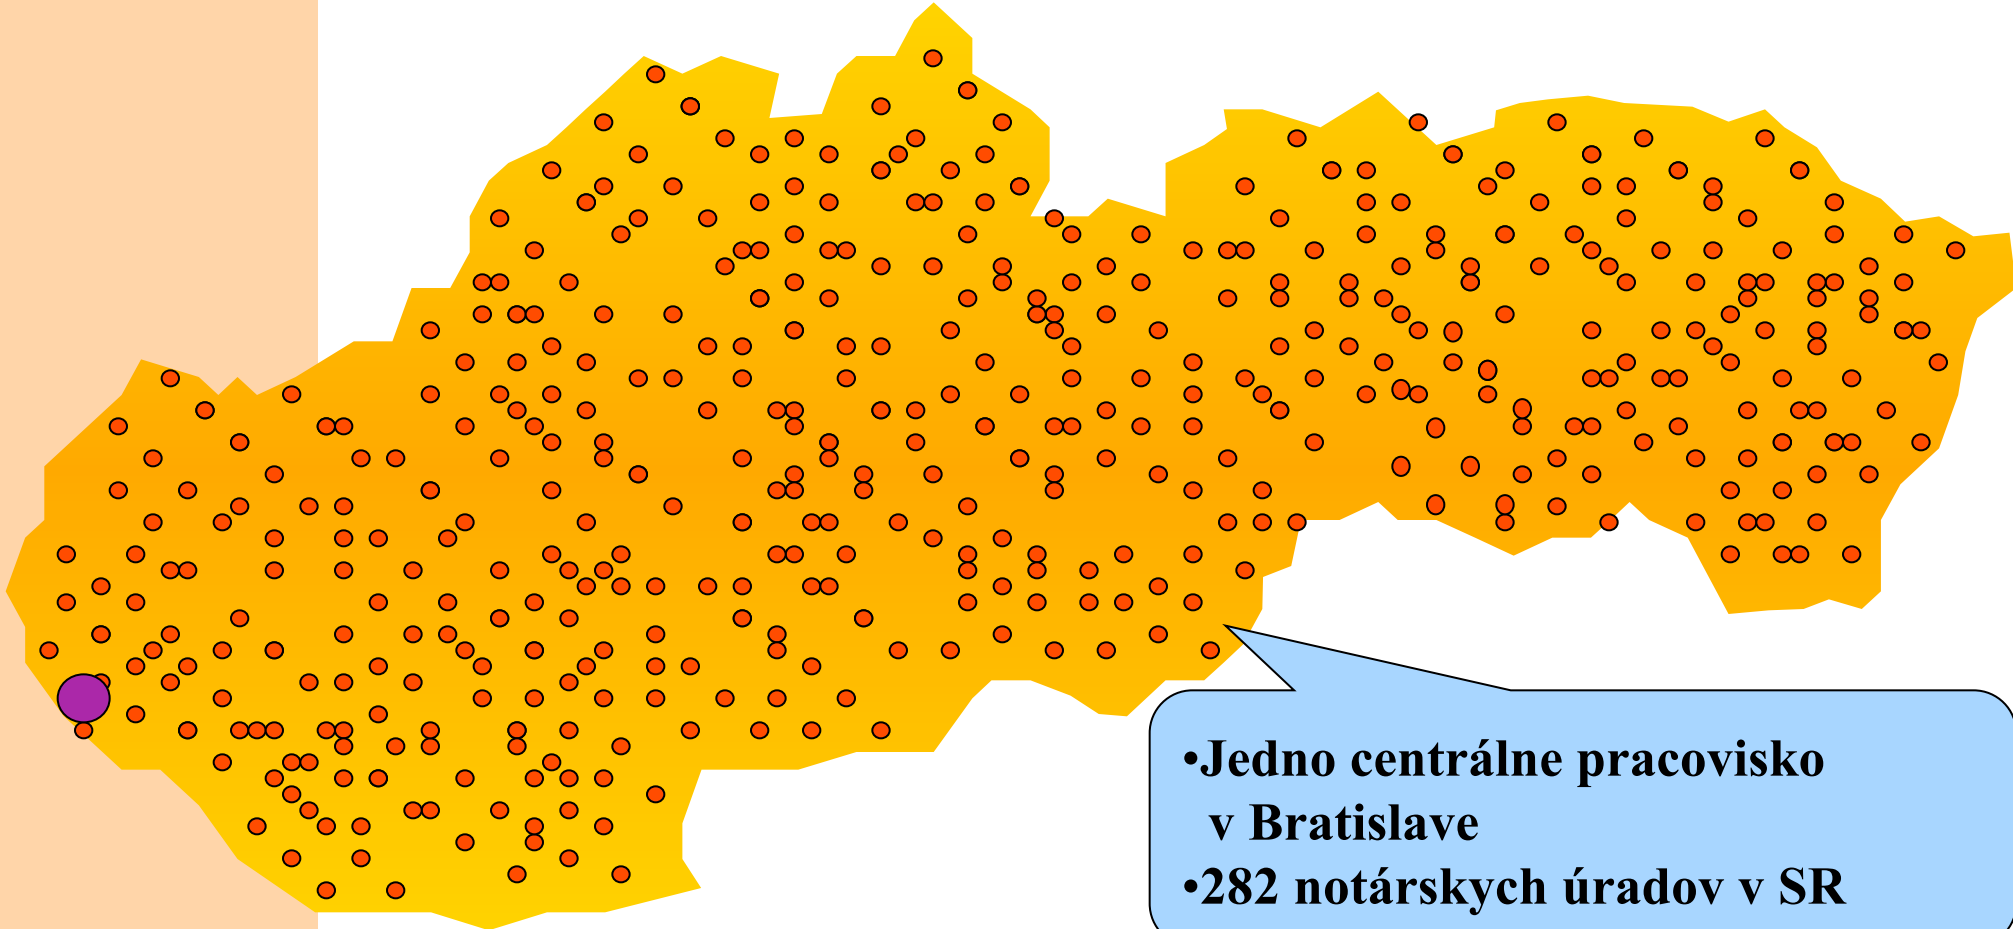 •Jedno centrálne pracovisko
v Bratislave
•282 notárskych úradov v SR